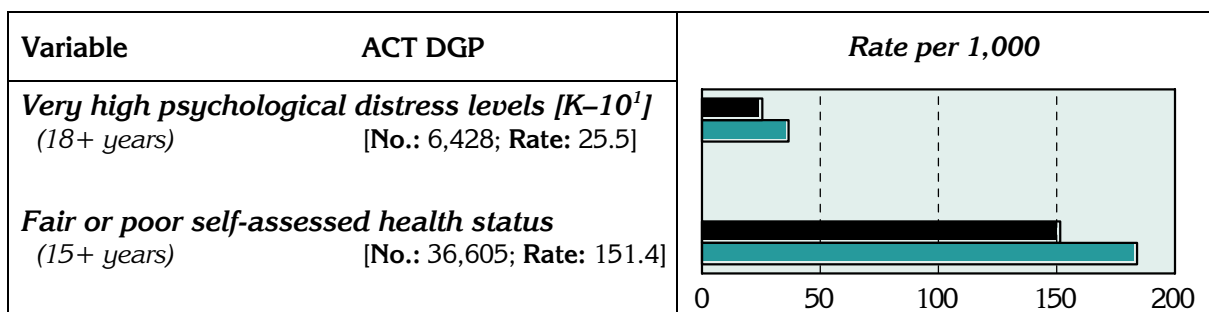 Variable ACT DGP Rate per 1,000
Very high psychological distress levels [K–10¹]
(18+ years) [No.: 6,428; Rate: 25.5]
Fair or poor self-assessed health status
(15+ years) [No.: 36,605; Rate: 151.4]
0 50 100 150 200